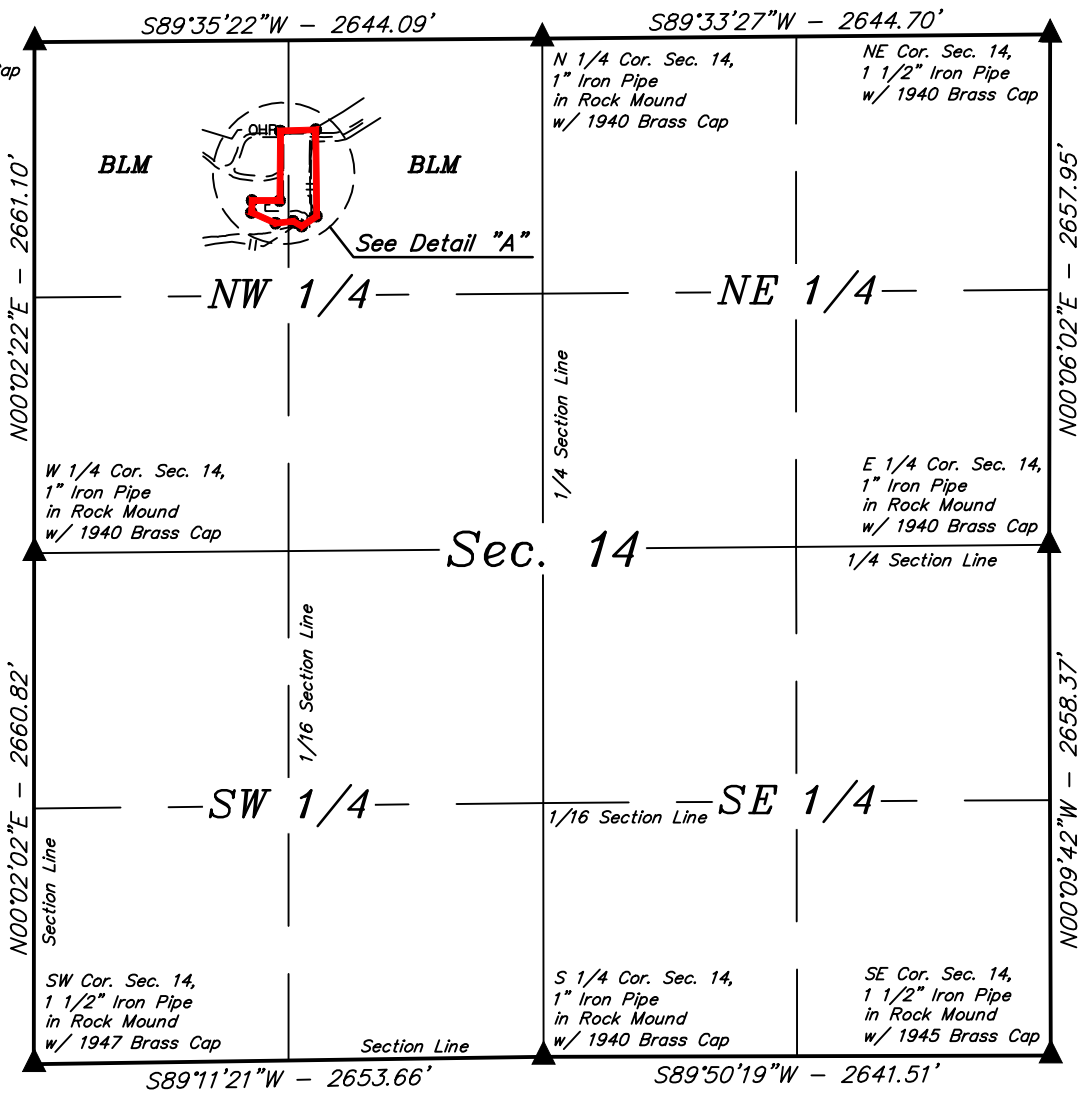 S89°35'22"W - 2644.09'
S89°33'27"W - 2644.70'
N 1/4 Cor. Sec. 14,
1" Iron Pipe
in Rock Mound
w/ 1940 Brass Cap
NE Cor. Sec. 14,
1 1/2" Iron Pipe
w/ 1940 Brass Cap
N00°02'22"E - 2661.10'
BLM
BLM
See Detail "A"
N00°06'02"E - 2657.95'
NW 1/4
NE 1/4
1/4 Section Line
W 1/4 Cor. Sec. 14,
1" Iron Pipe
in Rock Mound
w/ 1940 Brass Cap
E 1/4 Cor. Sec. 14,
1" Iron Pipe
in Rock Mound
w/ 1940 Brass Cap
Sec. 14
1/4 Section Line
1/16 Section Line
N00°02'02"E - 2660.82'
N00°09'42"W - 2658.37'
SW 1/4
SE 1/4
1/16 Section Line
Section Line
SW Cor. Sec. 14,
1 1/2" Iron Pipe
in Rock Mound
w/ 1947 Brass Cap
S 1/4 Cor. Sec. 14,
1" Iron Pipe
in Rock Mound
w/ 1940 Brass Cap
SE Cor. Sec. 14,
1 1/2" Iron Pipe
in Rock Mound
w/ 1945 Brass Cap
Section Line
S89°11'21"W - 2653.66'
S89°50'19"W - 2641.51'